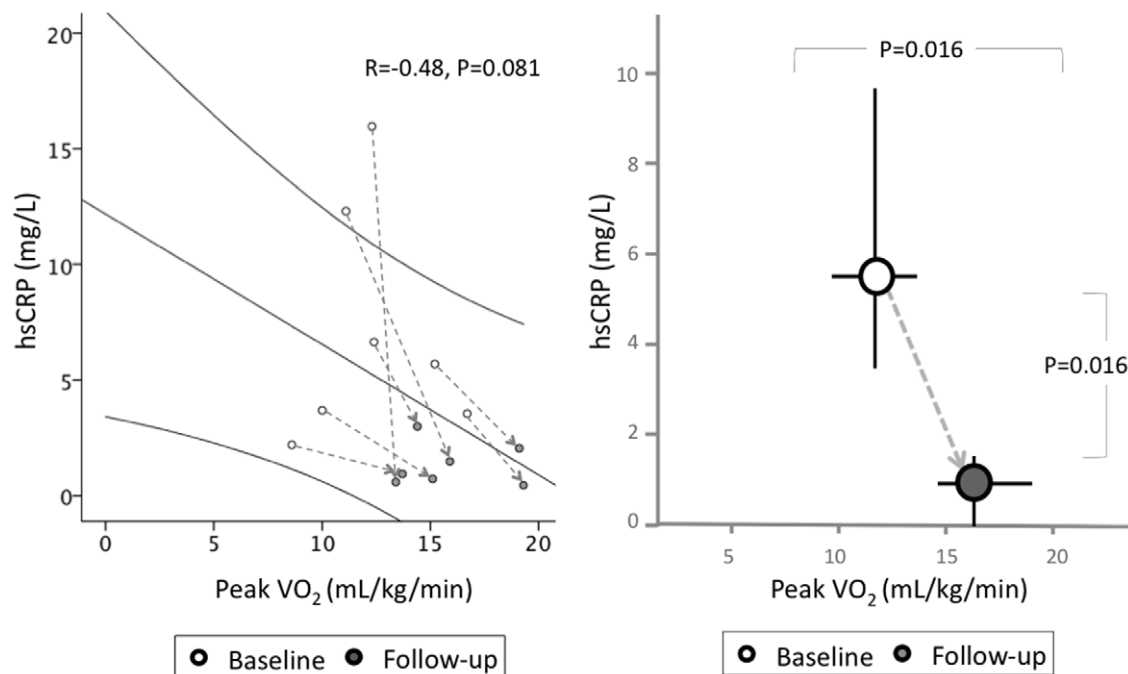 R=-0.48, P=0.081
hsCRP (mg/L)
20
15
10
5
0
0 5 10 15 20
Peak VO₂ (mL/kg/min)
Baseline Follow-up
P=0.016
hsCRP (mg/L)
10
8
6
4
2
0
P=0.016
5 10 15 20
Peak VO₂ (mL/kg/min)
Baseline Follow-up